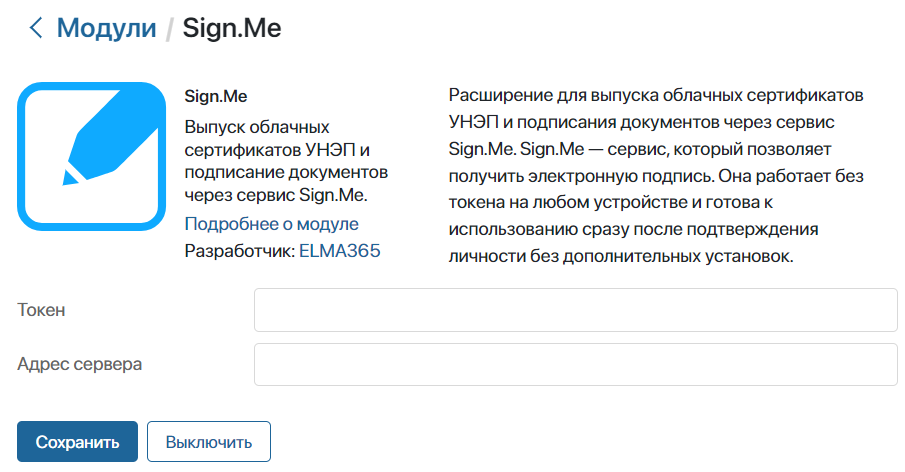 Модули / Sign.Me
Sign.Me
Выпуск облачных
сертификатов УНЭП и
подписание документов
через сервис Sign.Me.
Подробнее о модуле
Разработчик: ELMA365
Расширение для выпуска облачных сертификатов
УНЭП и подписания документов через сервис
Sign.Me. Sign.Me — сервис, который позволяет
получить электронную подпись. Она работает без
токена на любом устройстве и готова к
использованию сразу после подтверждения
личности без дополнительных установок.
Токен
Адрес сервера
Сохранить
Выключить